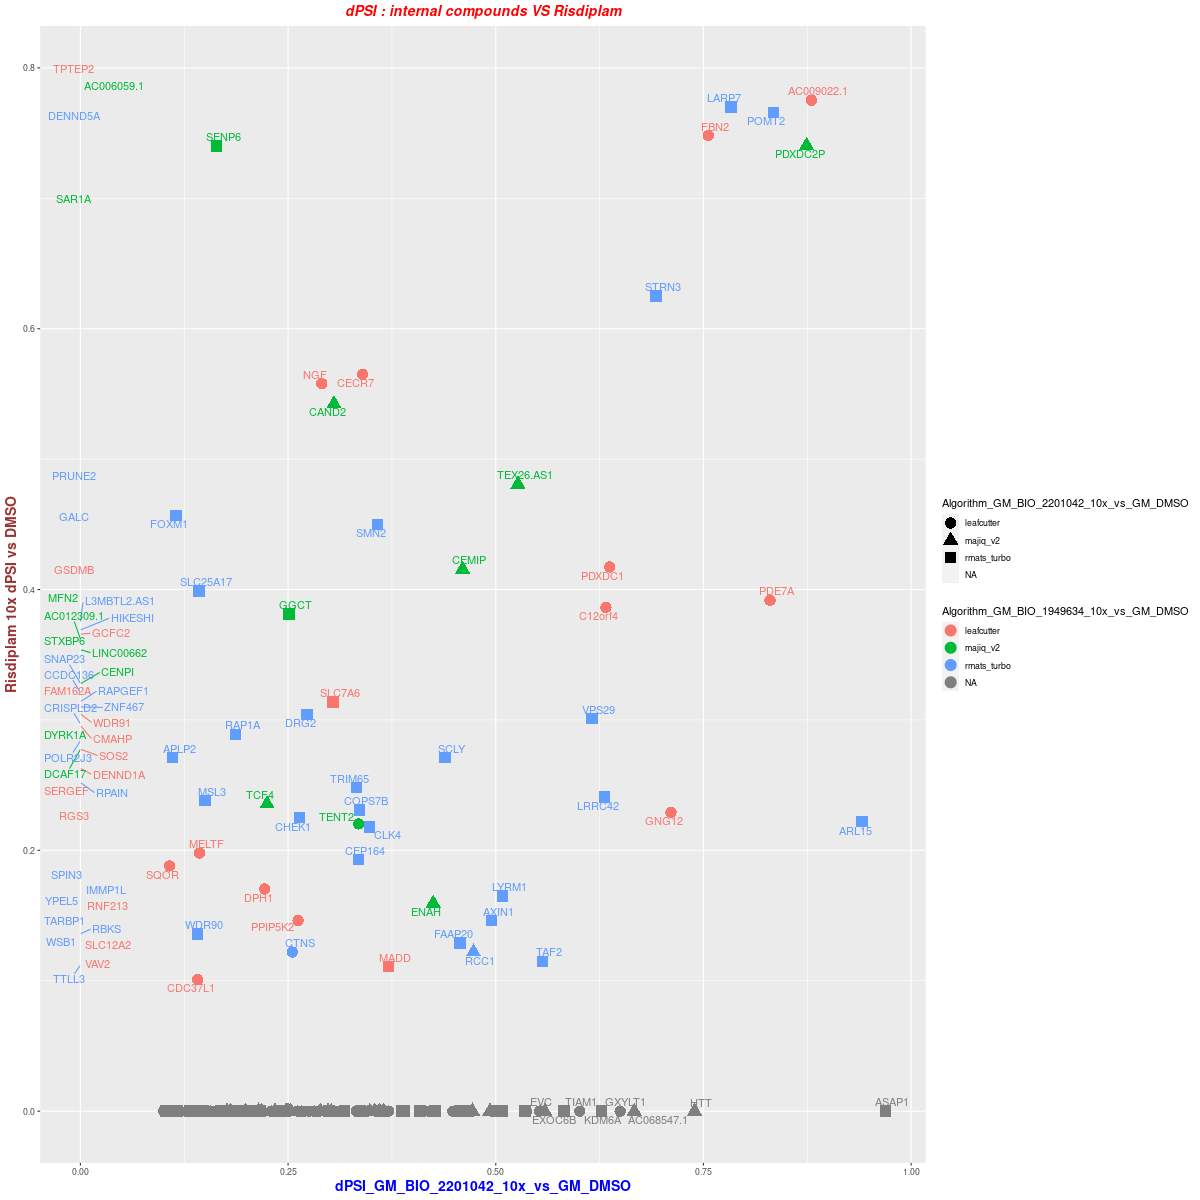 dPSI : internal compounds VS Risdiplam
Risdiplam 10x dPSI vs DMSO
0.8
0.6
0.4
0.2
0.0
TPTEP2
AC006059.1
DENND5A
SENP6
SAR1A
LARP7
AC009022.1
POMT2
FBN2
PDXDC2P
STRN3
NGF
CECR7
CAND2
PRUNE2
TEX26.AS1
GALC
FOXM1
SMN2
CEMIP
GSDMB
PDXDC1
SLC25A17
PDE7A
MFN2
L3MBTL2.AS1
GGCT
C12orf4
AC012309.1
HIKESHI
GCFC2
STXBP6
LINC00662
SNAP23
CENPI
CCDC136
FAM162A
RAPGEF1
SLC7A6
CRISPLD2
ZNF467
VPS29
WDR91
RAP1A
DRG2
DYRK1A
CMAHP
APLP2
SCLY
POLR2J3
SOS2
DCAF17
DENND1A
TRIM65
SERGEF
RPAIN
MSL3
TCF4
COPS7B
LRRC42
RGS3
CHEK1
TENT2
CLK4
GNG12
ARL15
MELTF
CEP164
SPIN3
SQOR
IMMP1L
LYRM1
YPEL5
RNF213
DPH1
ENAH
AXIN1
TARBP1
RBKS
WDR90
PPIP5K2
FAAP20
WSB1
SLC12A2
CTNS
TAF2
VAV2
MADD
RCC1
TTLL3
CDC37L1
EVC
TIAM1
GXYLT1
HTT
ASAP1
EXOC6B
KDM6A
AC068547.1
0.00
0.25
0.50
0.75
1.00
dPSI_GM_BIO_2201042_10x_vs_GM_DMSO
Algorithm_GM_BIO_2201042_10x_vs_GM_DMSO
leafcutter
majiq_v2
rmats_turbo
NA
Algorithm_GM_BIO_1949634_10x_vs_GM_DMSO
leafcutter
majiq_v2
rmats_turbo
NA